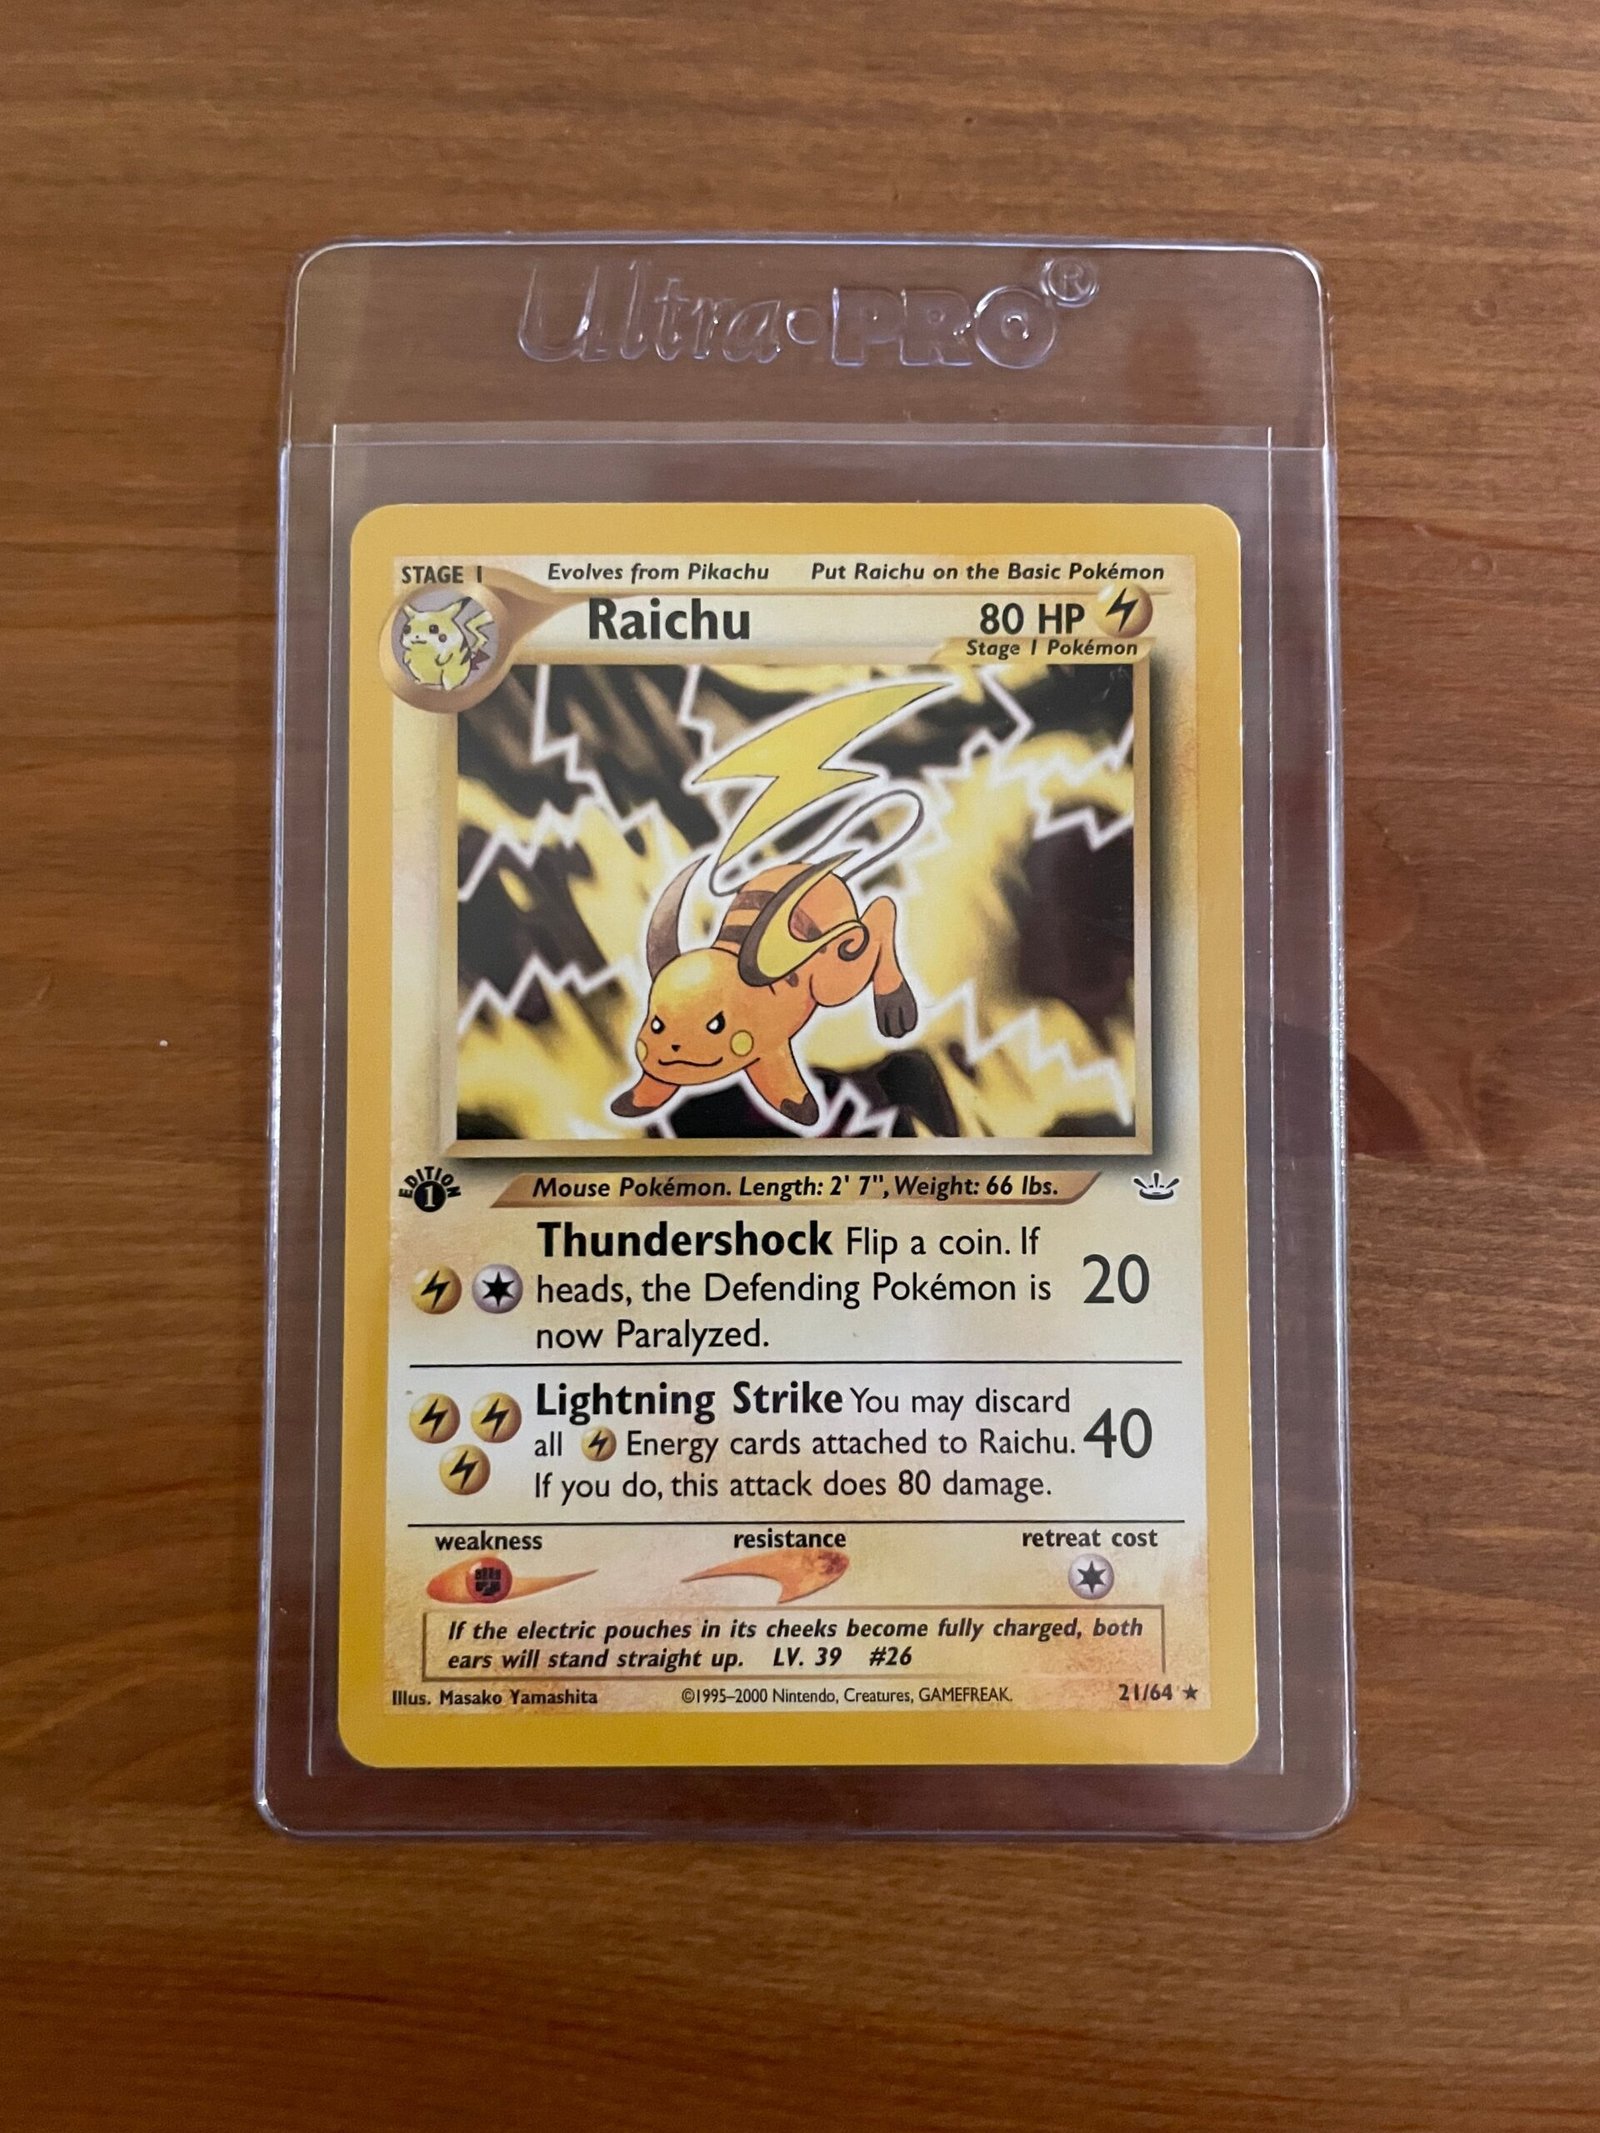 Ultra·PRO®
STAGE 1
Evolves from Pikachu Put Raichu on the Basic Pokémon
Raichu 80 HP
Stage 1 Pokémon
EDITION
1
Mouse Pokémon. Length: 2' 7", Weight: 66 lbs.
Thundershock Flip a coin. If
heads, the Defending Pokémon is 20
now Paralyzed.
Lightning Strike You may discard
all Energy cards attached to Raichu. 40
If you do, this attack does 80 damage.
weakness resistance retreat cost
If the electric pouches in its cheeks become fully charged, both
ears will stand straight up. LV. 39 #26
Illus. Masako Yamashita ©1995–2000 Nintendo, Creatures, GAMEFREAK. 21/64 ★